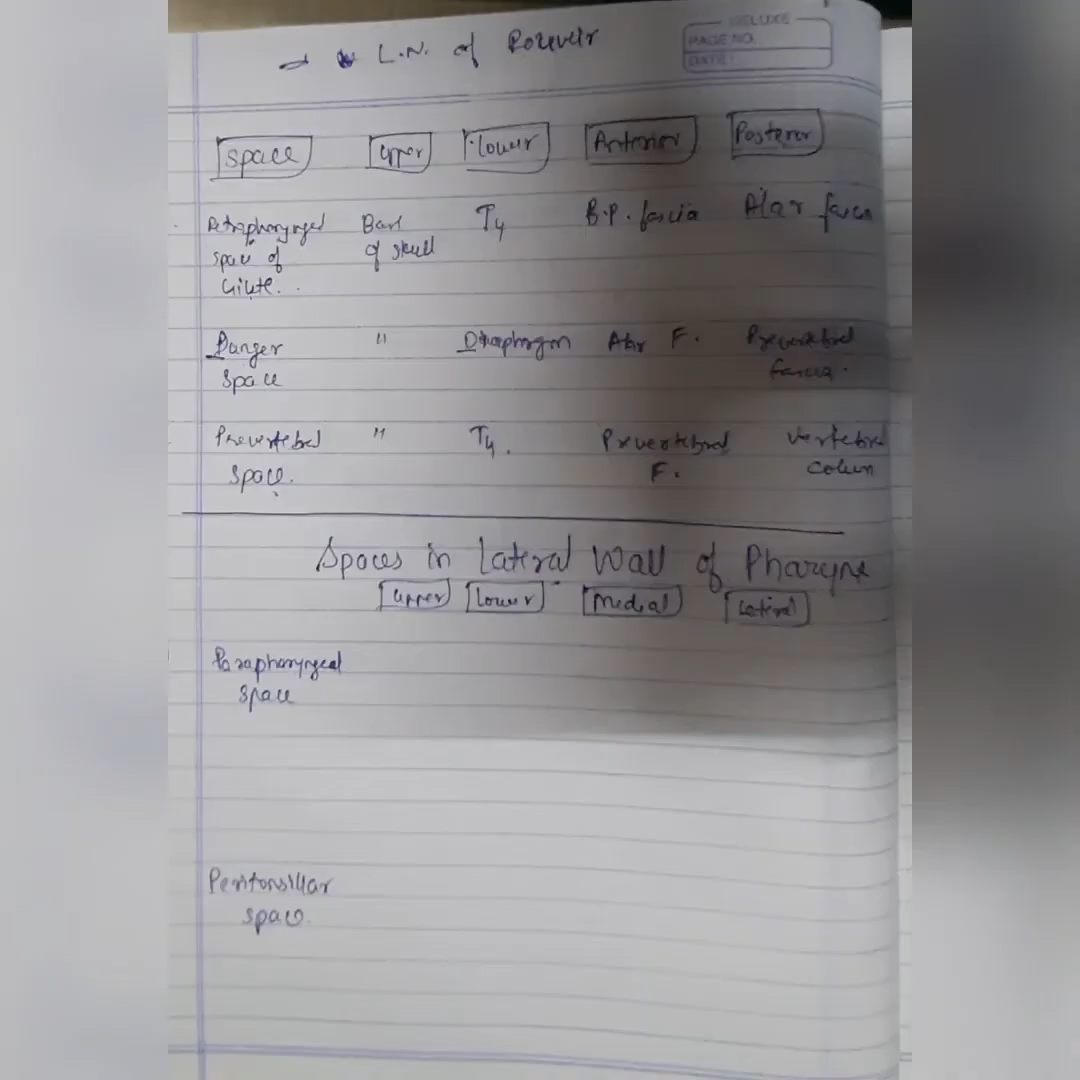 DELUXE
PAGE NO.
DATE:
→ L.N. of Rouveir
Space Upper Lower Anterior Posterior
Retropharyngeal Base T4 B.P. fascia Alar fascia
space of of skull
Gillete..
Danger " Diaphragm Alar F. Prevertebral
space fascia.
Prevertebral " T4. Prevertebral Vertebral
space. F. Colum
Spaces in Lateral Wall of Pharynx
Upper Lower Medial Lateral
Parapharyngeal
space
Peritonsillar
space.